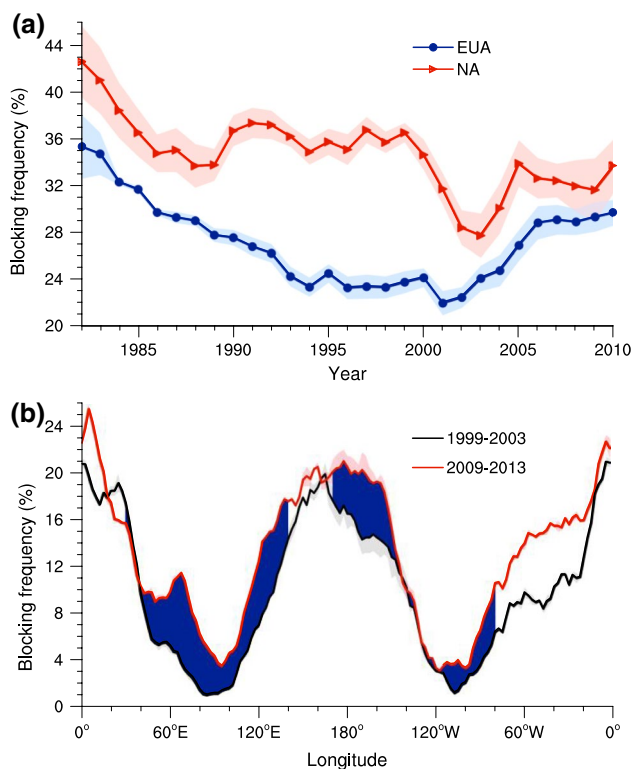 (a)
44
40
36
32
28
24
20
Blocking frequency (%)
EUA
NA
1985
1990
1995
2000
2005
2010
Year
(b)
24
20
16
12
8
4
0
Blocking frequency (%)
1999-2003
2009-2013
0°
60°E
120°E
180°
120°W
60°W
0°
Longitude